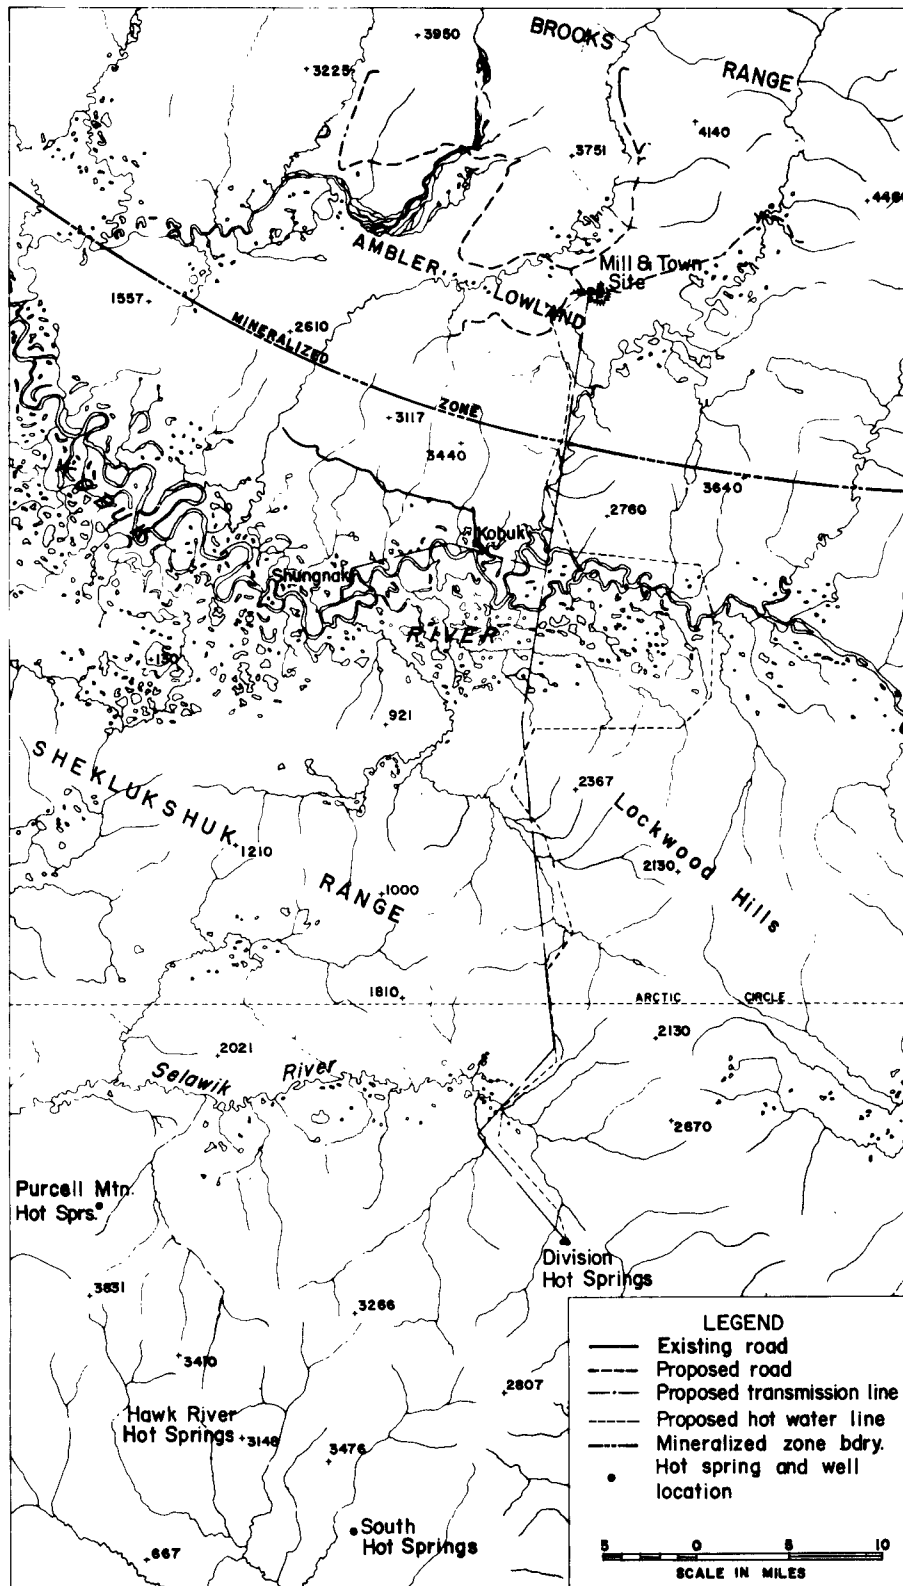 3950
BROOKS
RANGE
3225
4140
3751
AMBLER
Mill & Town
Site
LOWLAND
1557
2610
MINERALIZED
ZONE
3117
3440
3640
2760
Kobuk
Shungnak
RIVER
150
921
SHEKLUKSHUK
2367
Lockwood Hills
1210
2130
RANGE
1000
1810
ARCTIC CIRCLE
2130
2021
Selawik River
2670
Purcell Mtn.
Hot Sprs.
Division
Hot Springs
3831
3266
3410
2807
Hawk River
Hot Springs
3148
3476
South
Hot Springs
667
LEGEND
Existing road
Proposed road
Proposed transmission line
Proposed hot water line
Mineralized zone bdry.
Hot spring and well
location
5 0 5 10
SCALE IN MILES